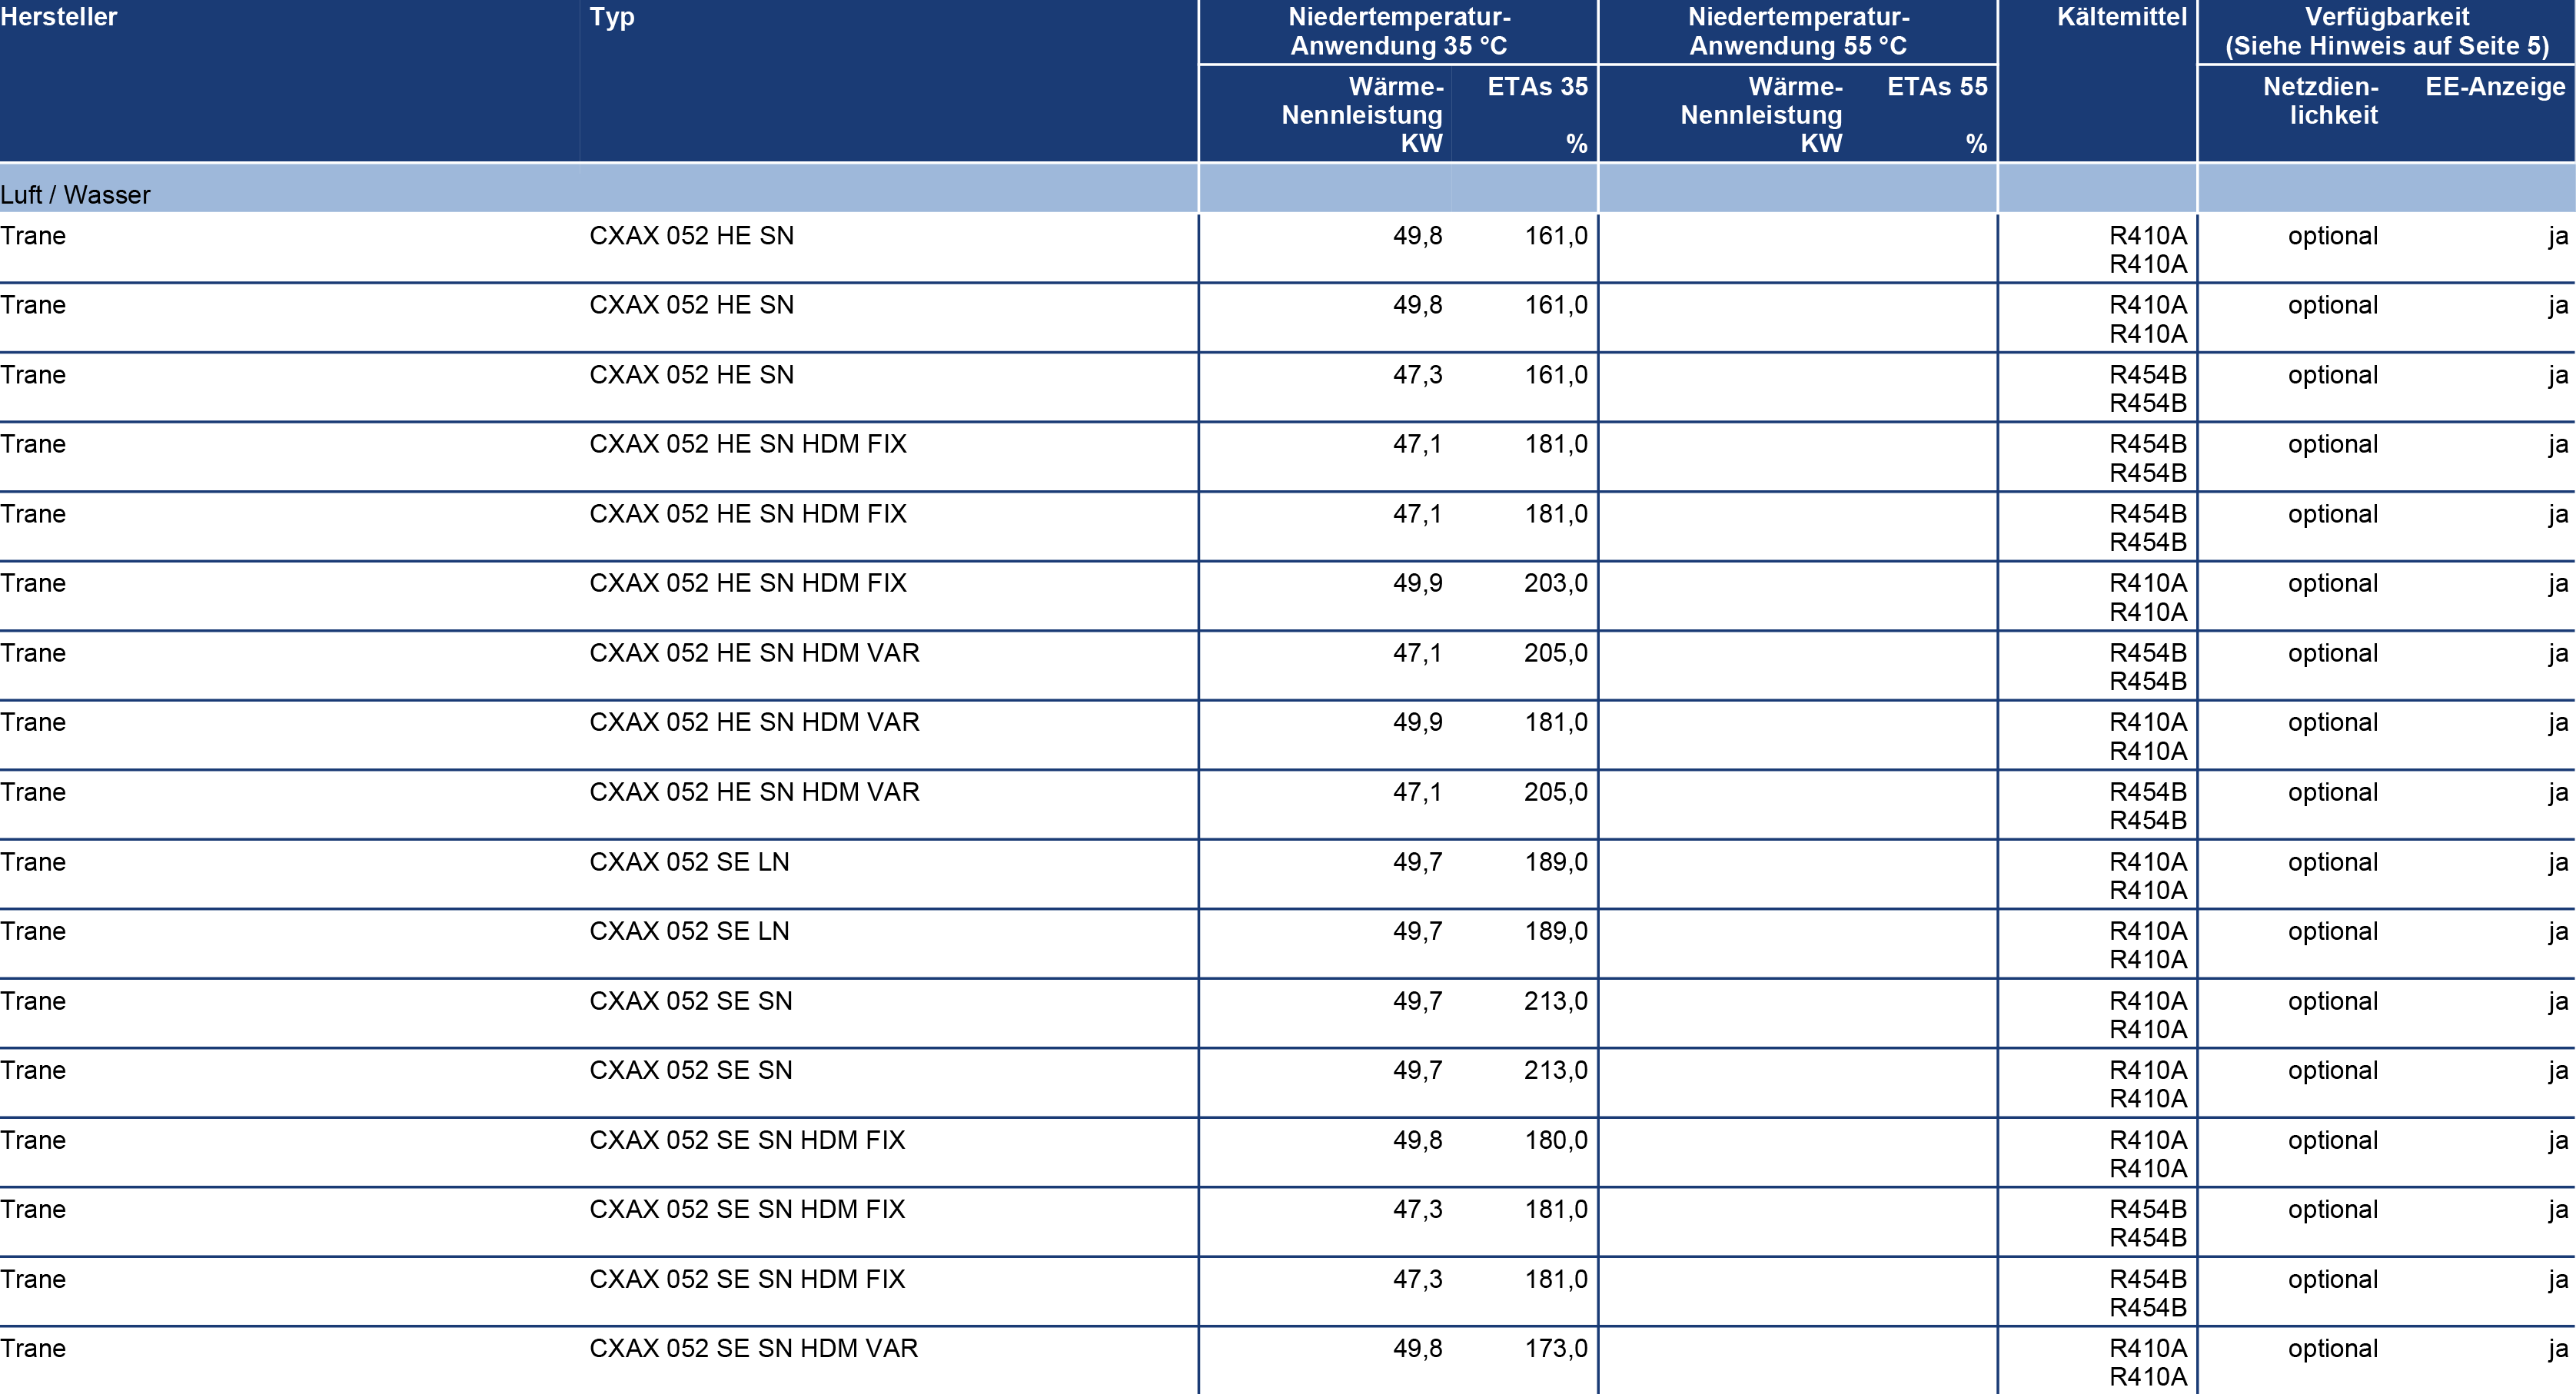 Hersteller Typ Niedertemperatur- Niedertemperatur- Kältemittel Verfügbarkeit
Anwendung 35 °C Anwendung 55 °C (Siehe Hinweis auf Seite 5)
Wärme- ETAs 35 Wärme- ETAs 55 Netzdien- EE-Anzeige
Nennleistung Nennleistung lichkeit
KW % KW %
Luft / Wasser
Trane CXAX 052 HE SN 49,8 161,0 R410A optional ja
R410A
Trane CXAX 052 HE SN 49,8 161,0 R410A optional ja
R410A
Trane CXAX 052 HE SN 47,3 161,0 R454B optional ja
R454B
Trane CXAX 052 HE SN HDM FIX 47,1 181,0 R454B optional ja
R454B
Trane CXAX 052 HE SN HDM FIX 47,1 181,0 R454B optional ja
R454B
Trane CXAX 052 HE SN HDM FIX 49,9 203,0 R410A optional ja
R410A
Trane CXAX 052 HE SN HDM VAR 47,1 205,0 R454B optional ja
R454B
Trane CXAX 052 HE SN HDM VAR 49,9 181,0 R410A optional ja
R410A
Trane CXAX 052 HE SN HDM VAR 47,1 205,0 R454B optional ja
R454B
Trane CXAX 052 SE LN 49,7 189,0 R410A optional ja
R410A
Trane CXAX 052 SE LN 49,7 189,0 R410A optional ja
R410A
Trane CXAX 052 SE SN 49,7 213,0 R410A optional ja
R410A
Trane CXAX 052 SE SN 49,7 213,0 R410A optional ja
R410A
Trane CXAX 052 SE SN HDM FIX 49,8 180,0 R410A optional ja
R410A
Trane CXAX 052 SE SN HDM FIX 47,3 181,0 R454B optional ja
R454B
Trane CXAX 052 SE SN HDM FIX 47,3 181,0 R454B optional ja
R454B
Trane CXAX 052 SE SN HDM VAR 49,8 173,0 R410A optional ja
R410A